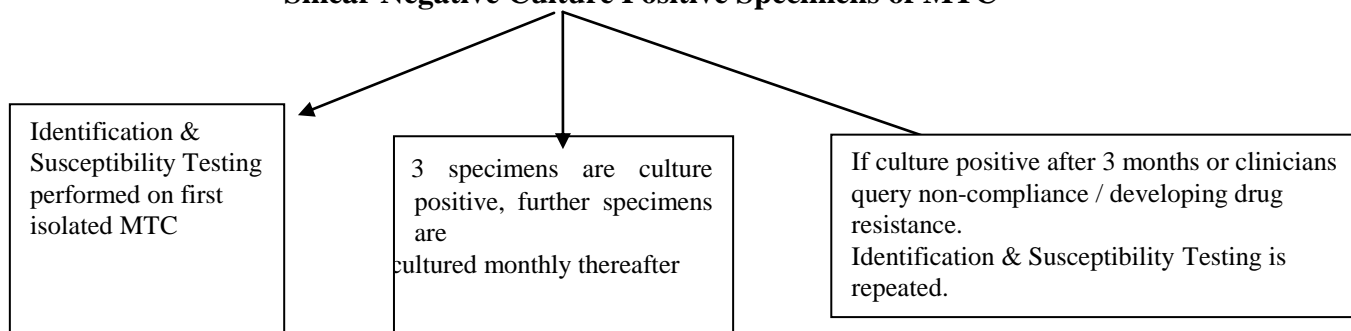 Smear Negative Culture Positive Specimens of MTC
Identification &
Susceptibility Testing
performed on first
isolated MTC
3 specimens are culture
positive, further specimens
are
cultured monthly thereafter
If culture positive after 3 months or clinicians
query non-compliance / developing drug
resistance.
Identification & Susceptibility Testing is
repeated.